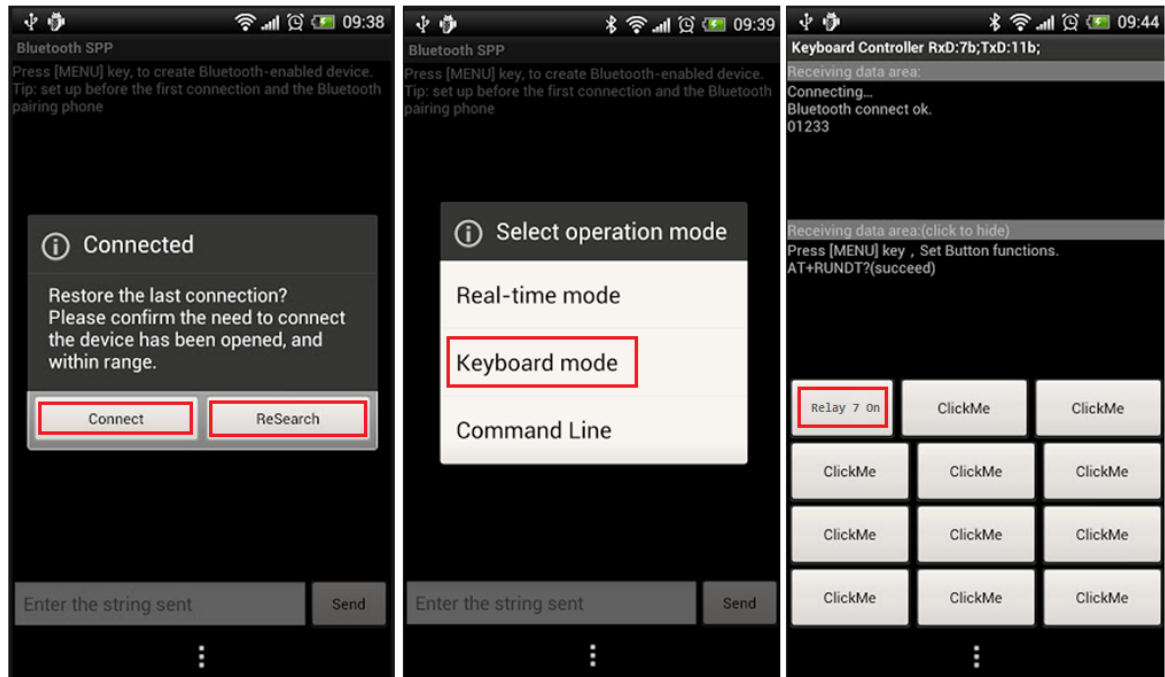 09:38
Bluetooth SPP
Press [MENU] key, to create Bluetooth-enabled device.
Tip: set up before the first connection and the Bluetooth
pairing phone
Connected
Restore the last connection?
Please confirm the need to connect
the device has been opened, and
within range.
Connect
ReSearch
Enter the string sent
Send
09:39
Bluetooth SPP
Press [MENU] key, to create Bluetooth-enabled device.
Tip: set up before the first connection and the Bluetooth
pairing phone
Select operation mode
Real-time mode
Keyboard mode
Command Line
Enter the string sent
Send
09:44
Keyboard Controller RxD:7b;TxD:11b;
Receiving data area:
Connecting...
Bluetooth connect ok.
01233
Receiving data area:(click to hide)
Press [MENU] key , Set Button functions.
AT+RUNDT?(succeed)
Relay 7 On
ClickMe
ClickMe
ClickMe
ClickMe
ClickMe
ClickMe
ClickMe
ClickMe
ClickMe
ClickMe
ClickMe